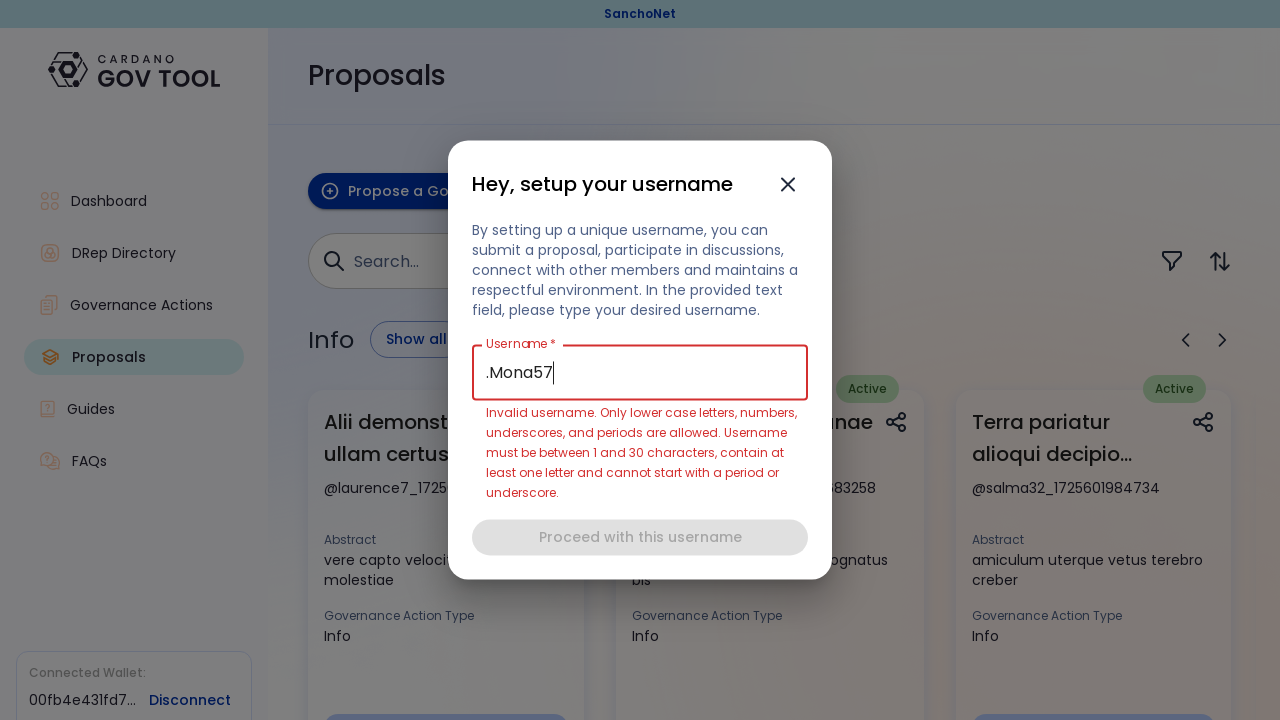 SanchoNet
CARDANO
GOV TOOL
Dashboard
DRep Directory
Governance Actions
Proposals
Guides
FAQs
Connected Wallet:
00fb4e431fd7...
Disconnect
Proposals
Propose a Go
Search...
Info
Show all
Active
Active
Alii demonst
ullam certus
@laurence7_1725
Abstract
vere capto veloci
molestiae
Governance Action Type
Info
nae
683258
ognatus
bis
Governance Action Type
Info
Terra pariatur
alioqui decipio...
@salma32_1725601984734
Abstract
amiculum uterque vetus terebro
creber
Governance Action Type
Info
Hey, setup your username
By setting up a unique username, you can
submit a proposal, participate in discussions,
connect with other members and maintains a
respectful environment. In the provided text
field, please type your desired username.
Username *
.Mona57
Invalid username. Only lower case letters, numbers,
underscores, and periods are allowed. Username
must be between 1 and 30 characters, contain at
least one letter and cannot start with a period or
underscore.
Proceed with this username